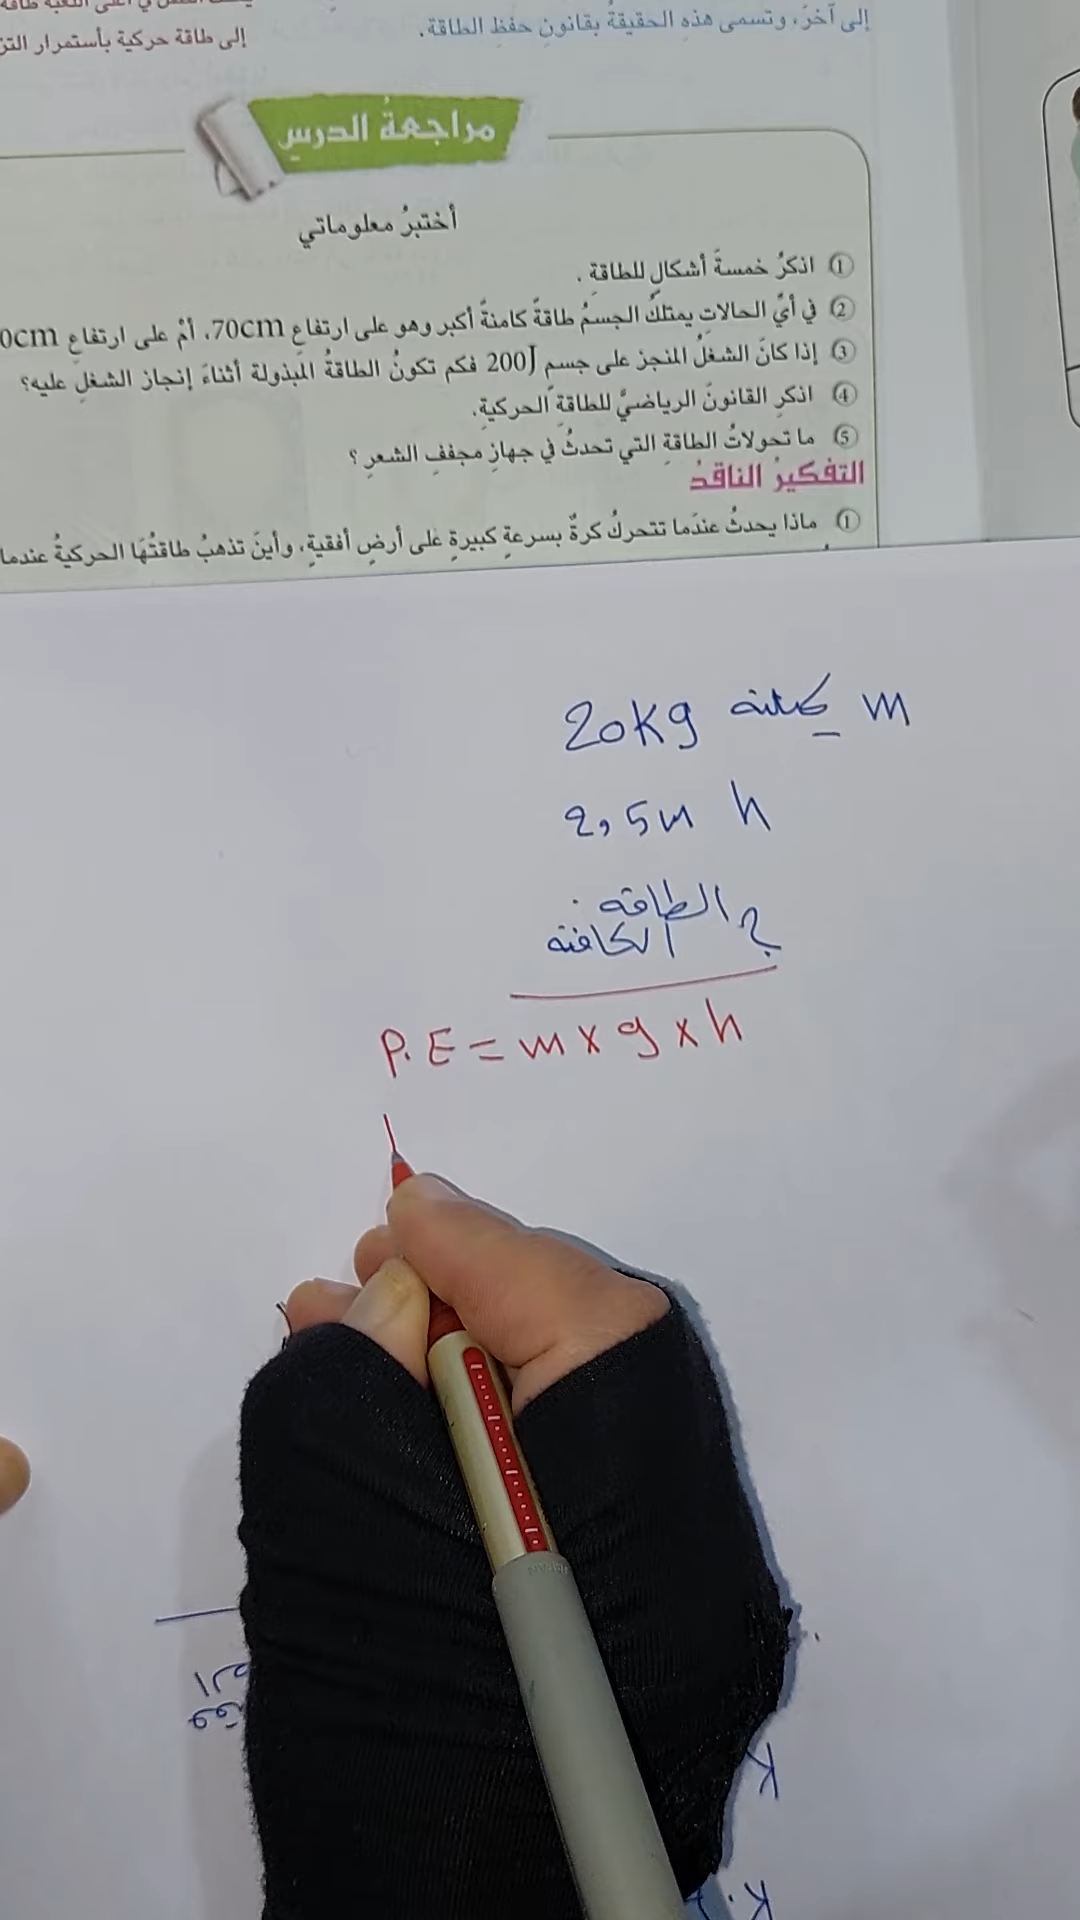 إلى آخرَ، وتسمى هذهِ الحقيقةُ بقانونِ حفظِ الطاقة.
إلى طاقة حركية بأستمرار
مراجعةُ الدرسِ
أختبرُ معلوماتي
① اذكرُ خمسةَ أشكالٍ للطاقةِ .
② في أيِّ الحالاتِ يمتلكُ الجسمُ طاقةً كامنةً أكبر وهو على ارتفاعِ 70cm، أمْ على ارتفاعِ 0cm
③ إذا كانَ الشغلُ المنجز على جسمٍ 200J فكم تكونُ الطاقةُ المبذولة أثناءَ إنجاز الشغلِ عليه؟
④ اذكرِ القانونَ الرياضيَّ للطاقةِ الحركيةِ.
⑤ ما تحولاتُ الطاقةِ التي تحدثُ في جهازِ مجففِ الشعرِ ؟
التفكيرُ الناقدُ
① ماذا يحدثُ عندَما تتحركُ كرةٌ بسرعةٍ كبيرةٍ على أرضٍ أفقيةٍ، وأينَ تذهبُ طاقتُهَا الحركيةُ عندما
m كتلته 20Kg
h 2,5m
الطاقة
الكامنة ?
P.E = m x g x h
K
K.